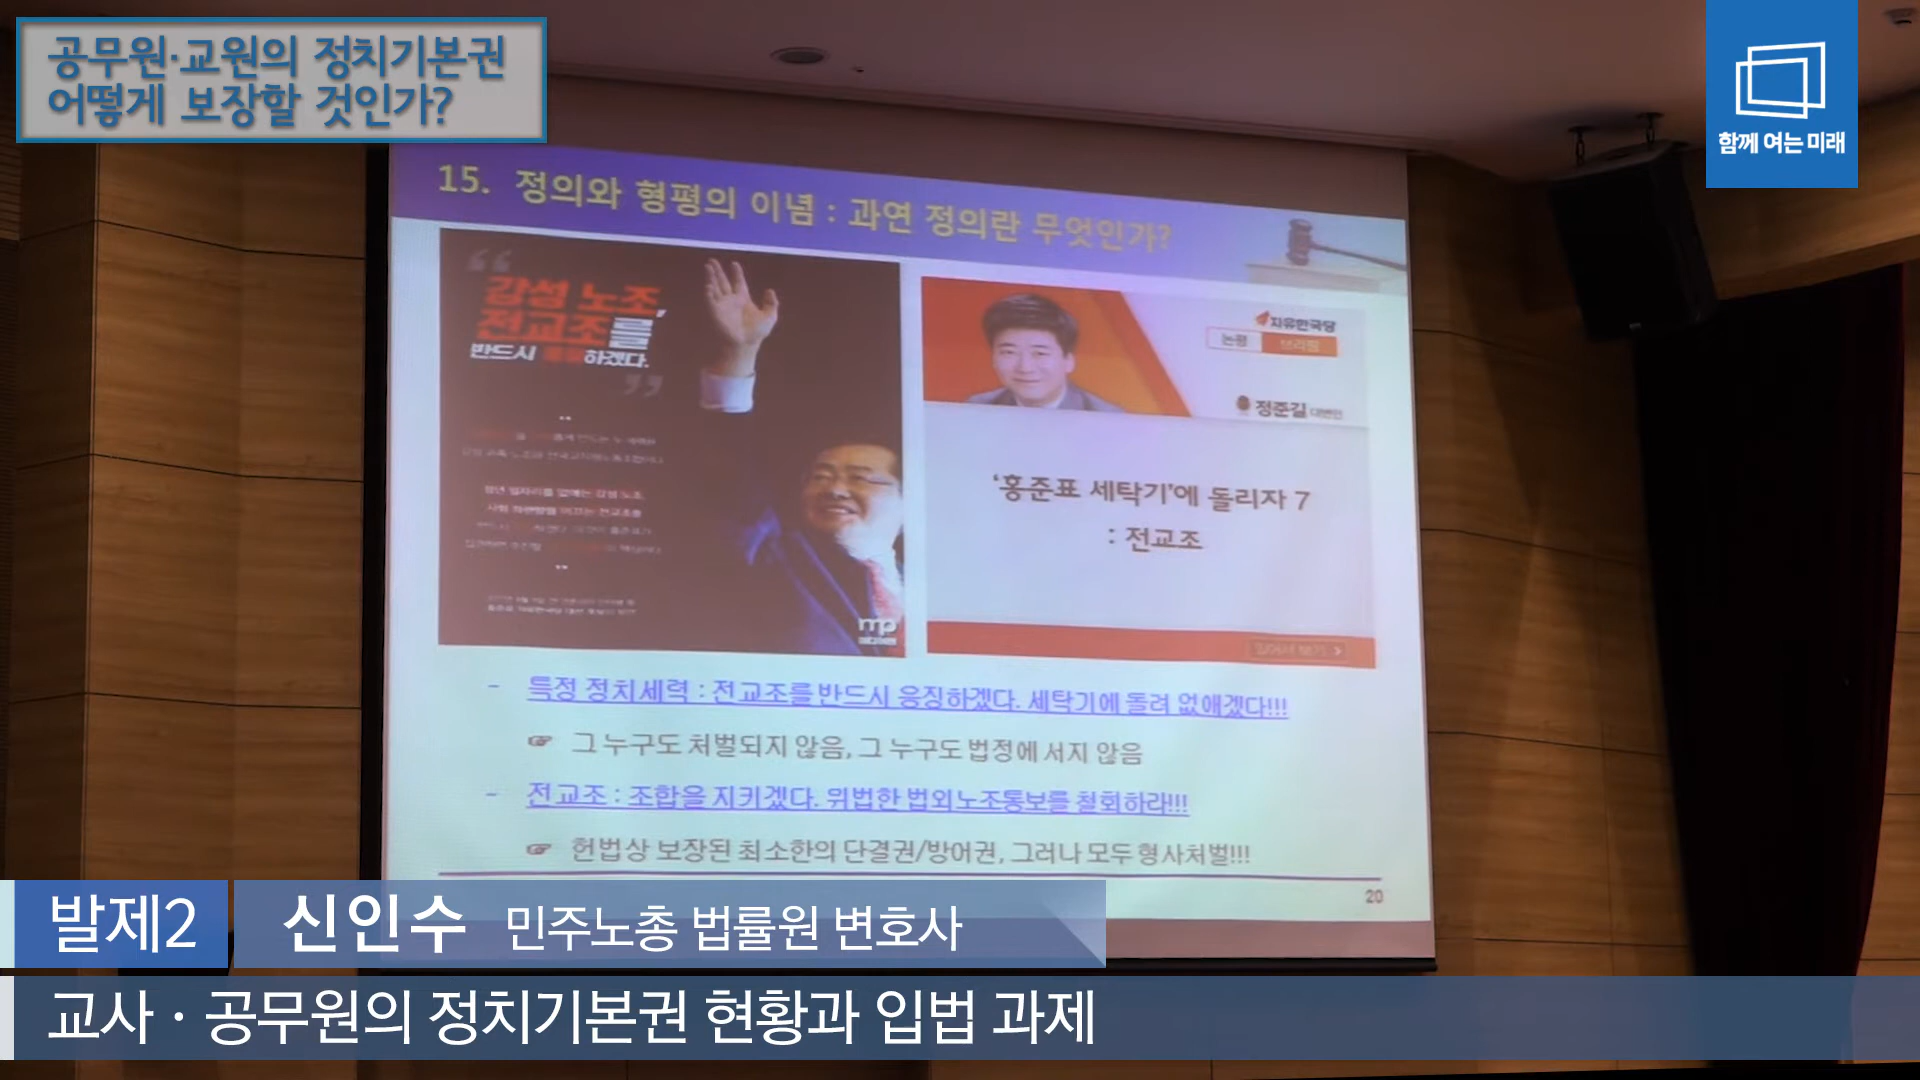 공무원·교원의 정치기본권
어떻게 보장할 것인가?
함께 여는 미래
15. 정의와 형평의 이념 : 과연 정의란 무엇인가?
“강성 노조,
전교조를
반드시 하겠다.”
자유한국당
논평 브리핑
정준길 대변인
‘홍준표 세탁기’에 돌리자 7
: 전교조
mp
- 특정 정치세력 : 전교조를 반드시 응징하겠다. 세탁기에 돌려 없애겠다!!!
☞ 그 누구도 처벌되지 않음, 그 누구도 법정에 서지 않음
- 전교조 : 조합을 지키겠다. 위법한 법외노조통보를 철회하라!!!
☞ 헌법상 보장된 최소한의 단결권/방어권, 그러나 모두 형사처벌!!!
20
발제2 신인수 민주노총 법률원 변호사
교사 · 공무원의 정치기본권 현황과 입법 과제